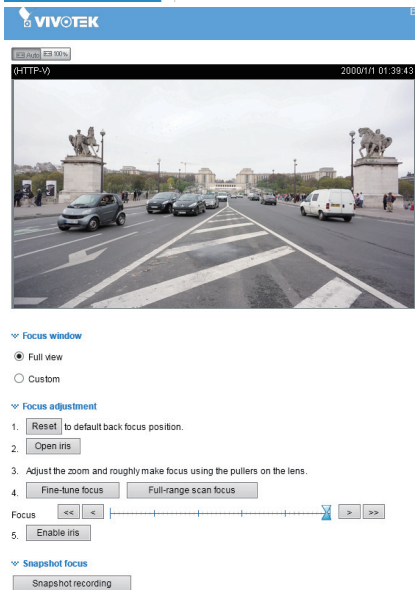 VIVOTEK
Auto 100%
(HTTP-V) 2000/1/1 01:39:43
Focus window
Full view
Custom
Focus adjustment
1. Reset to default back focus position.
2. Open iris
3. Adjust the zoom and roughly make focus using the pullers on the lens.
4. Fine-tune focus Full-range scan focus
Focus << < > >>
5. Enable iris
Snapshot focus
Snapshot recording